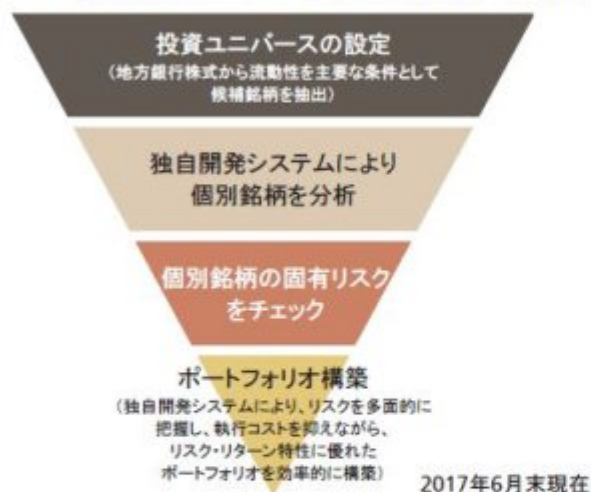 投資ユニバースの設定
（地方銀行株式から流動性を主要な条件として
候補銘柄を抽出）
独自開発システムにより
個別銘柄を分析
個別銘柄の固有リスク
をチェック
ポートフォリオ構築
（独自開発システムにより、リスクを多面的に
把握し、執行コストを抑えながら、
リスク・リターン特性に優れた
ポートフォリオを効率的に構築）
2017年6月末現在